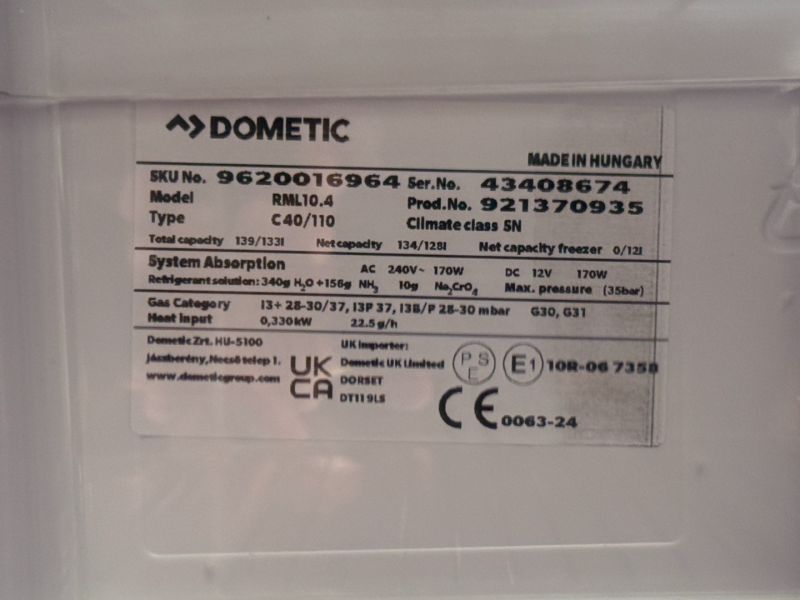 DOMETIC
MADE IN HUNGARY
SKU No. 9620016964 Ser.No. 43408674
Model RML10.4 Prod.No. 921370935
Type C40/110 Climate class SN
Total capacity 139/133l Net capacity 134/128l Net capacity freezer 0/12l
System Absorption AC 240V~ 170W DC 12V 170W
Refrigerant solution: 340g H₂O +156g NH₃ 10g Na₂CrO₄ Max. pressure (35bar)
Gas Category I3+ 28-30/37, I3P 37, I3B/P 28-30 mbar G30, G31
Heat Input 0,330kW 22.5g/h
Dometic Zrt. HU-5100 UK Importer:
Jászberény, Necső telep 1. UK Dometic UK Limited PSE E1 10R-06 7358
www.dometicgroup.com CA DORSET
DT11 9LS CE 0063-24